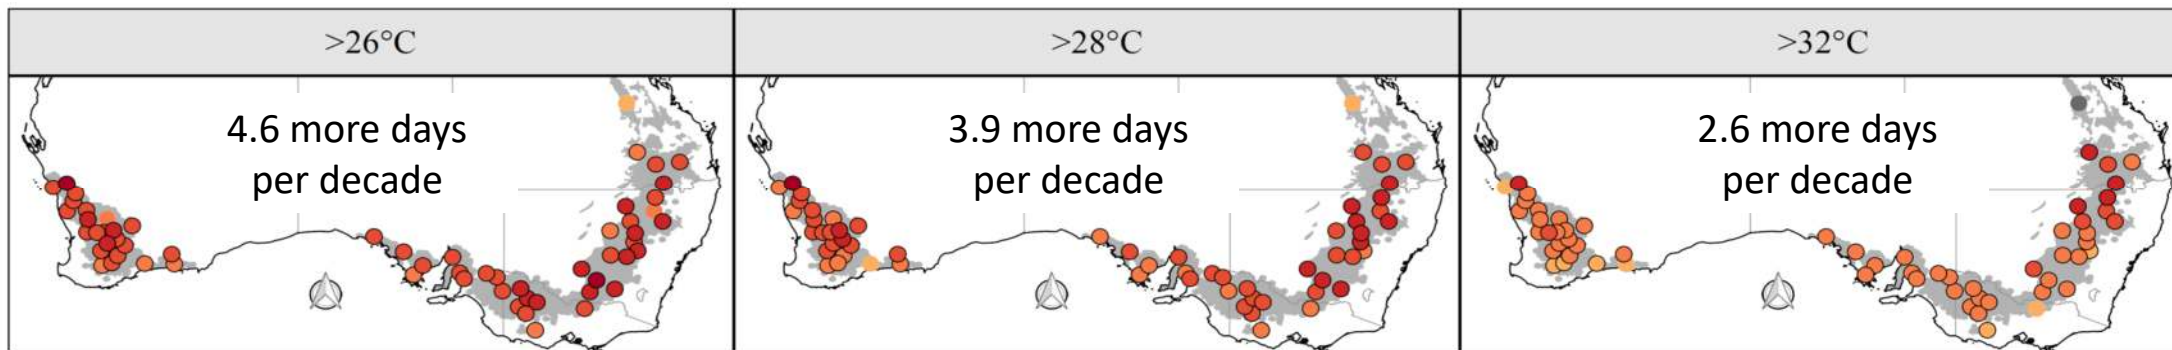 >26°C
>28°C
>32°C
4.6 more days
per decade
3.9 more days
per decade
2.6 more days
per decade